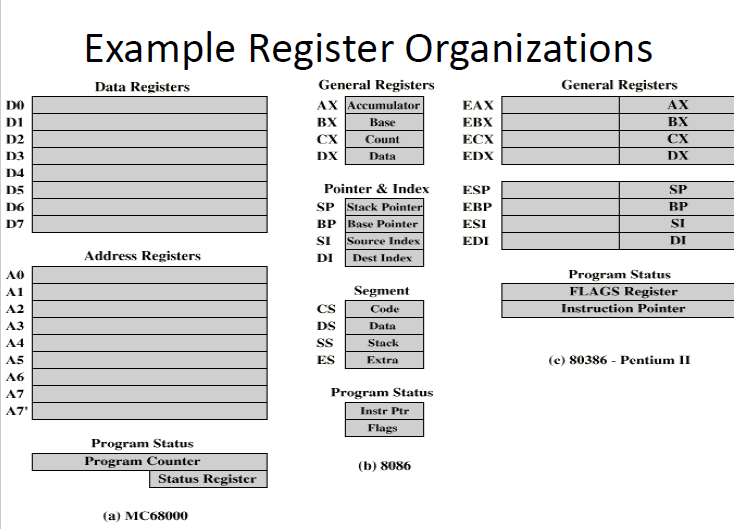 Example Register Organizations
Data Registers
D0
D1
D2
D3
D4
D5
D6
D7
Address Registers
A0
A1
A2
A3
A4
A5
A6
A7
A7'
Program Status
Program Counter
Status Register
(a) MC68000
General Registers
AX Accumulator
BX Base
CX Count
DX Data
Pointer & Index
SP Stack Pointer
BP Base Pointer
SI Source Index
DI Dest Index
Segment
CS Code
DS Data
SS Stack
ES Extra
Program Status
Instr Ptr
Flags
(b) 8086
General Registers
EAX AX
EBX BX
ECX CX
EDX DX
ESP SP
EBP BP
ESI SI
EDI DI
Program Status
FLAGS Register
Instruction Pointer
(c) 80386 - Pentium II